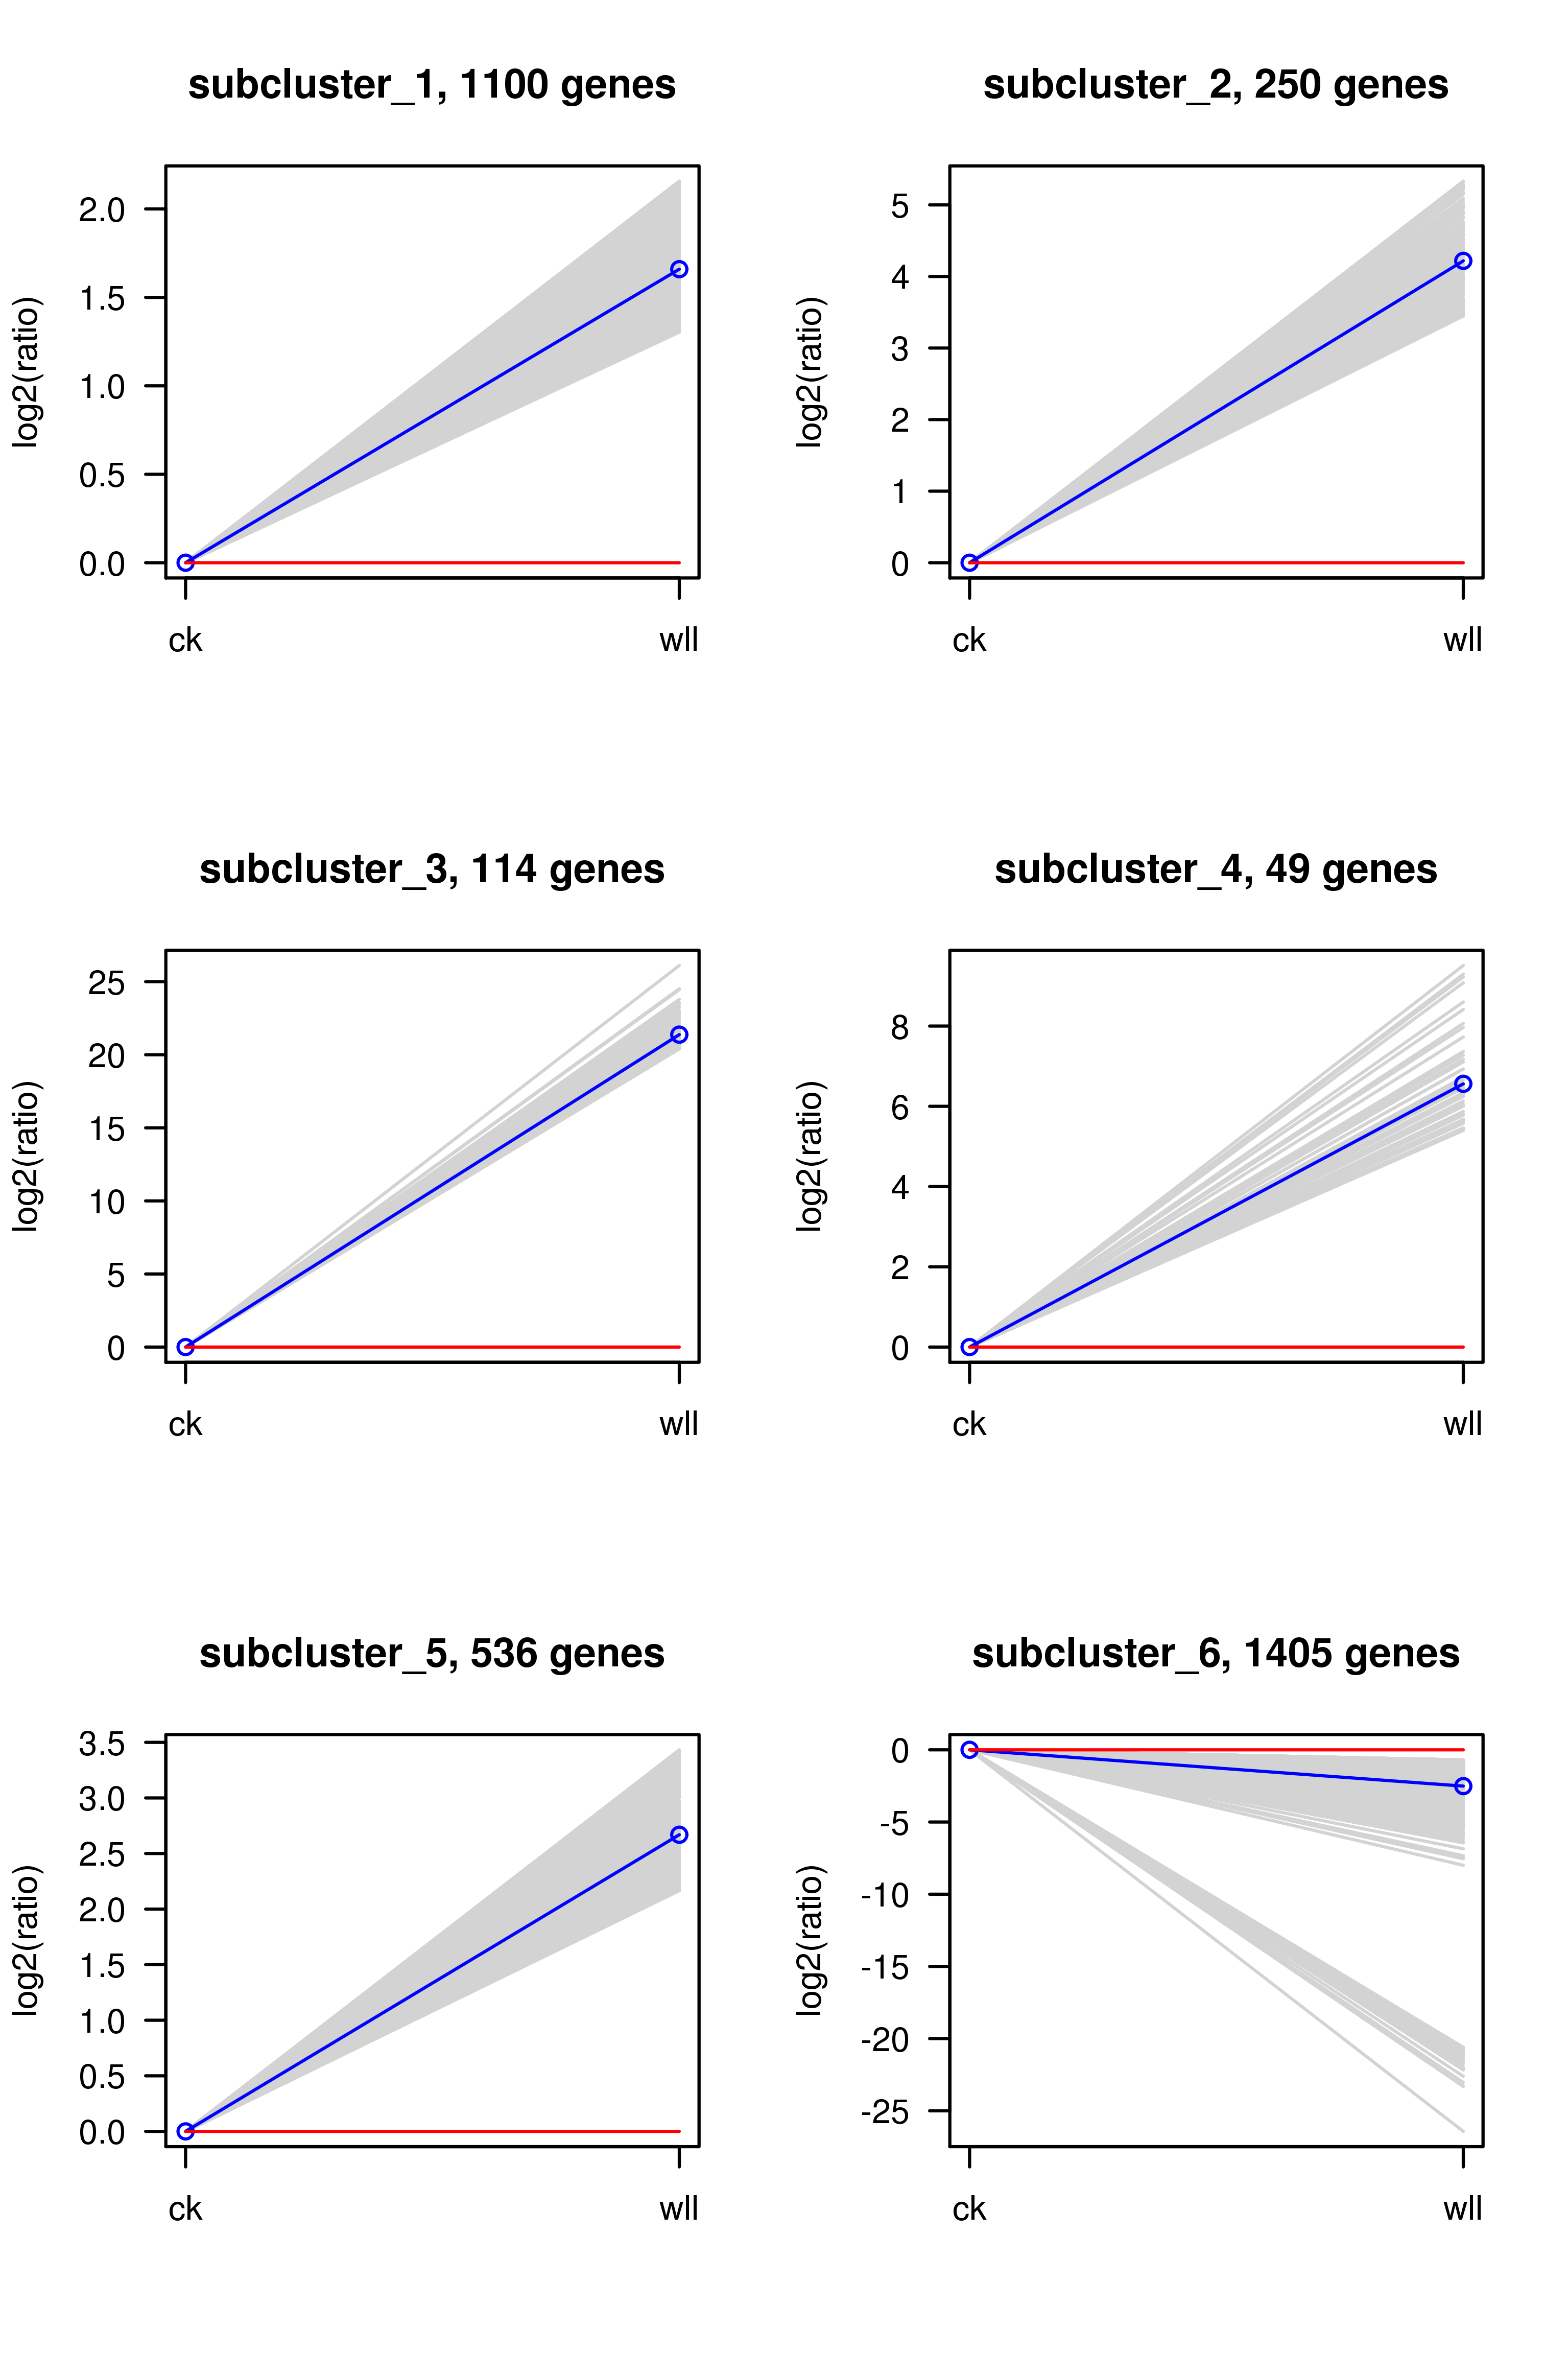 subcluster_1, 1100 genes
log2(ratio)
2.0
1.5
1.0
0.5
0.0
ck
wll
subcluster_2, 250 genes
log2(ratio)
5
4
3
2
1
0
ck
wll
subcluster_3, 114 genes
log2(ratio)
25
20
15
10
5
0
ck
wll
subcluster_4, 49 genes
log2(ratio)
8
6
4
2
0
ck
wll
subcluster_5, 536 genes
log2(ratio)
3.5
3.0
2.5
2.0
1.5
1.0
0.5
0.0
ck
wll
subcluster_6, 1405 genes
log2(ratio)
0
-5
-10
-15
-20
-25
ck
wll